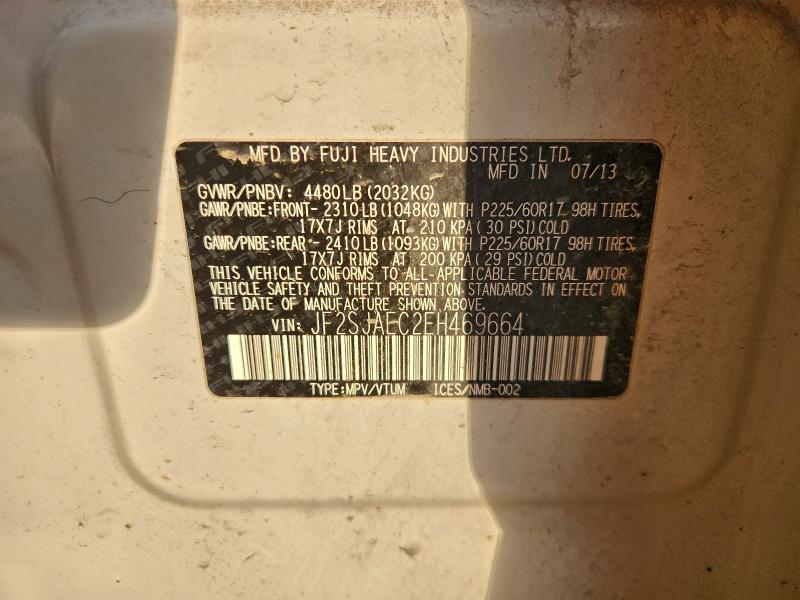 MFD BY FUJI HEAVY INDUSTRIES LTD.
MFD IN 07/13
GVWR/PNBV: 4480LB(2032KG)
GAWR/PNBE:FRONT- 2310LB(1048KG)WITH P225/60R17 98H TIRES,
17X7J RIMS AT 210 KPA(30 PSI)COLD
GAWR/PNBE:REAR - 2410LB(1093KG)WITH P225/60R17 98H TIRES,
17X7J RIMS AT 200 KPA(29 PSI)COLD
THIS VEHICLE CONFORMS TO ALL-APPLICABLE FEDERAL MOTOR
VEHICLE SAFETY AND THEFT PREVENTION STANDARDS IN EFFECT ON
THE DATE OF MANUFACTURE SHOWN ABOVE.
VIN: JF2SJAEC2EH469664
TYPE:MPV/VTUM ICES/NMB-002